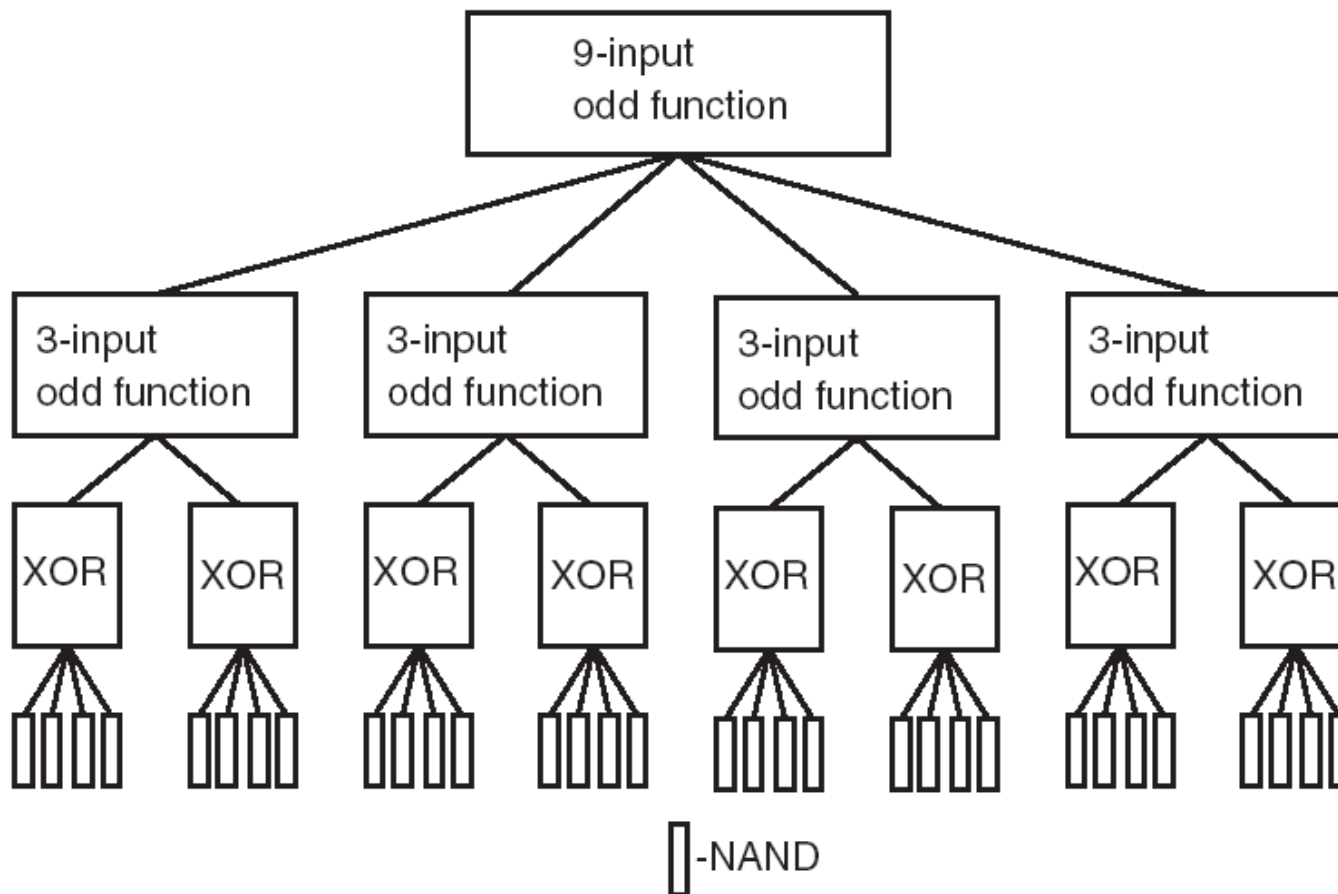 9-input
odd function
3-input
odd function
3-input
odd function
3-input
odd function
3-input
odd function
XOR
XOR
XOR
XOR
XOR
XOR
XOR
XOR
-NAND